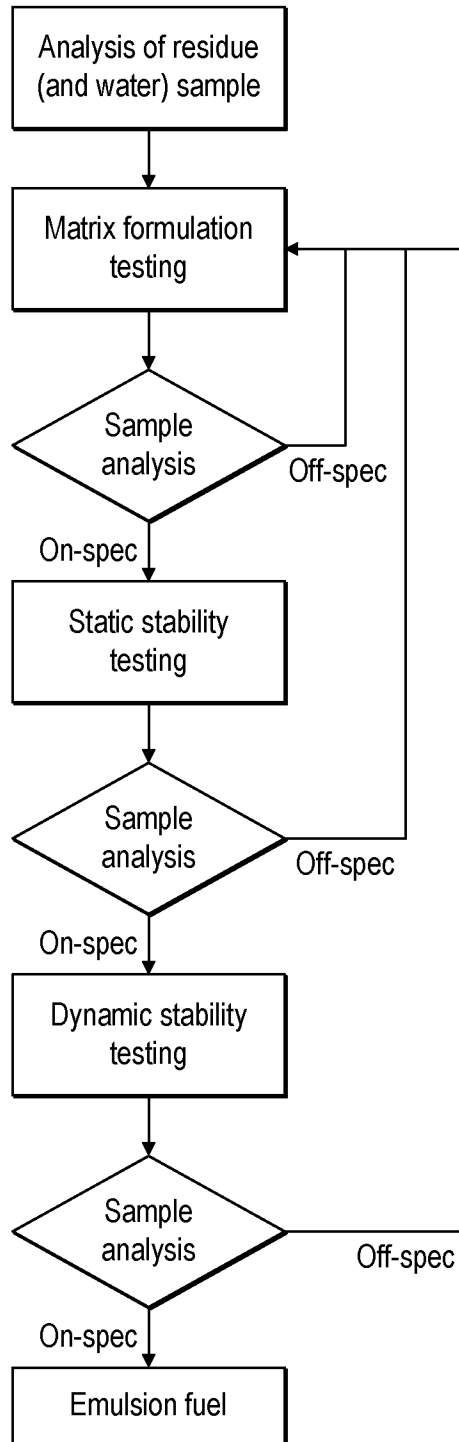 Analysis of residue
(and water) sample
Matrix formulation
testing
Sample
analysis
Off-spec
On-spec
Static stability
testing
Sample
analysis
Off-spec
On-spec
Dynamic stability
testing
Sample
analysis
Off-spec
On-spec
Emulsion fuel